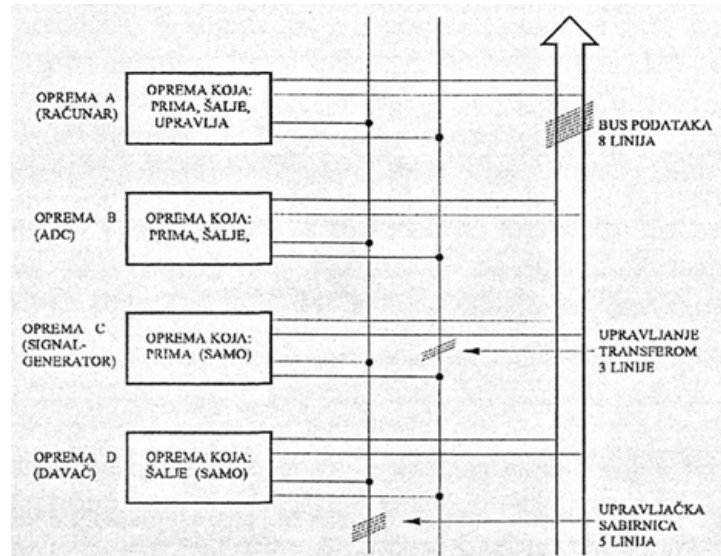 OPREMA A
(RAČUNAR)
OPREMA KOJA:
PRIMA, ŠALJE,
UPRAVLJA
BUS PODATAKA
8 LINIJA
OPREMA B
(ADC)
OPREMA KOJA:
PRIMA, ŠALJE,
OPREMA C
(SIGNAL-
GENERATOR)
OPREMA KOJA:
PRIMA (SAMO)
UPRAVLJANJE
TRANSFEROM
3 LINIJE
OPREMA D
(DAVAČ)
OPREMA KOJA:
ŠALJE (SAMO)
UPRAVLJAČKA
SABIRNICA
5 LINIJA